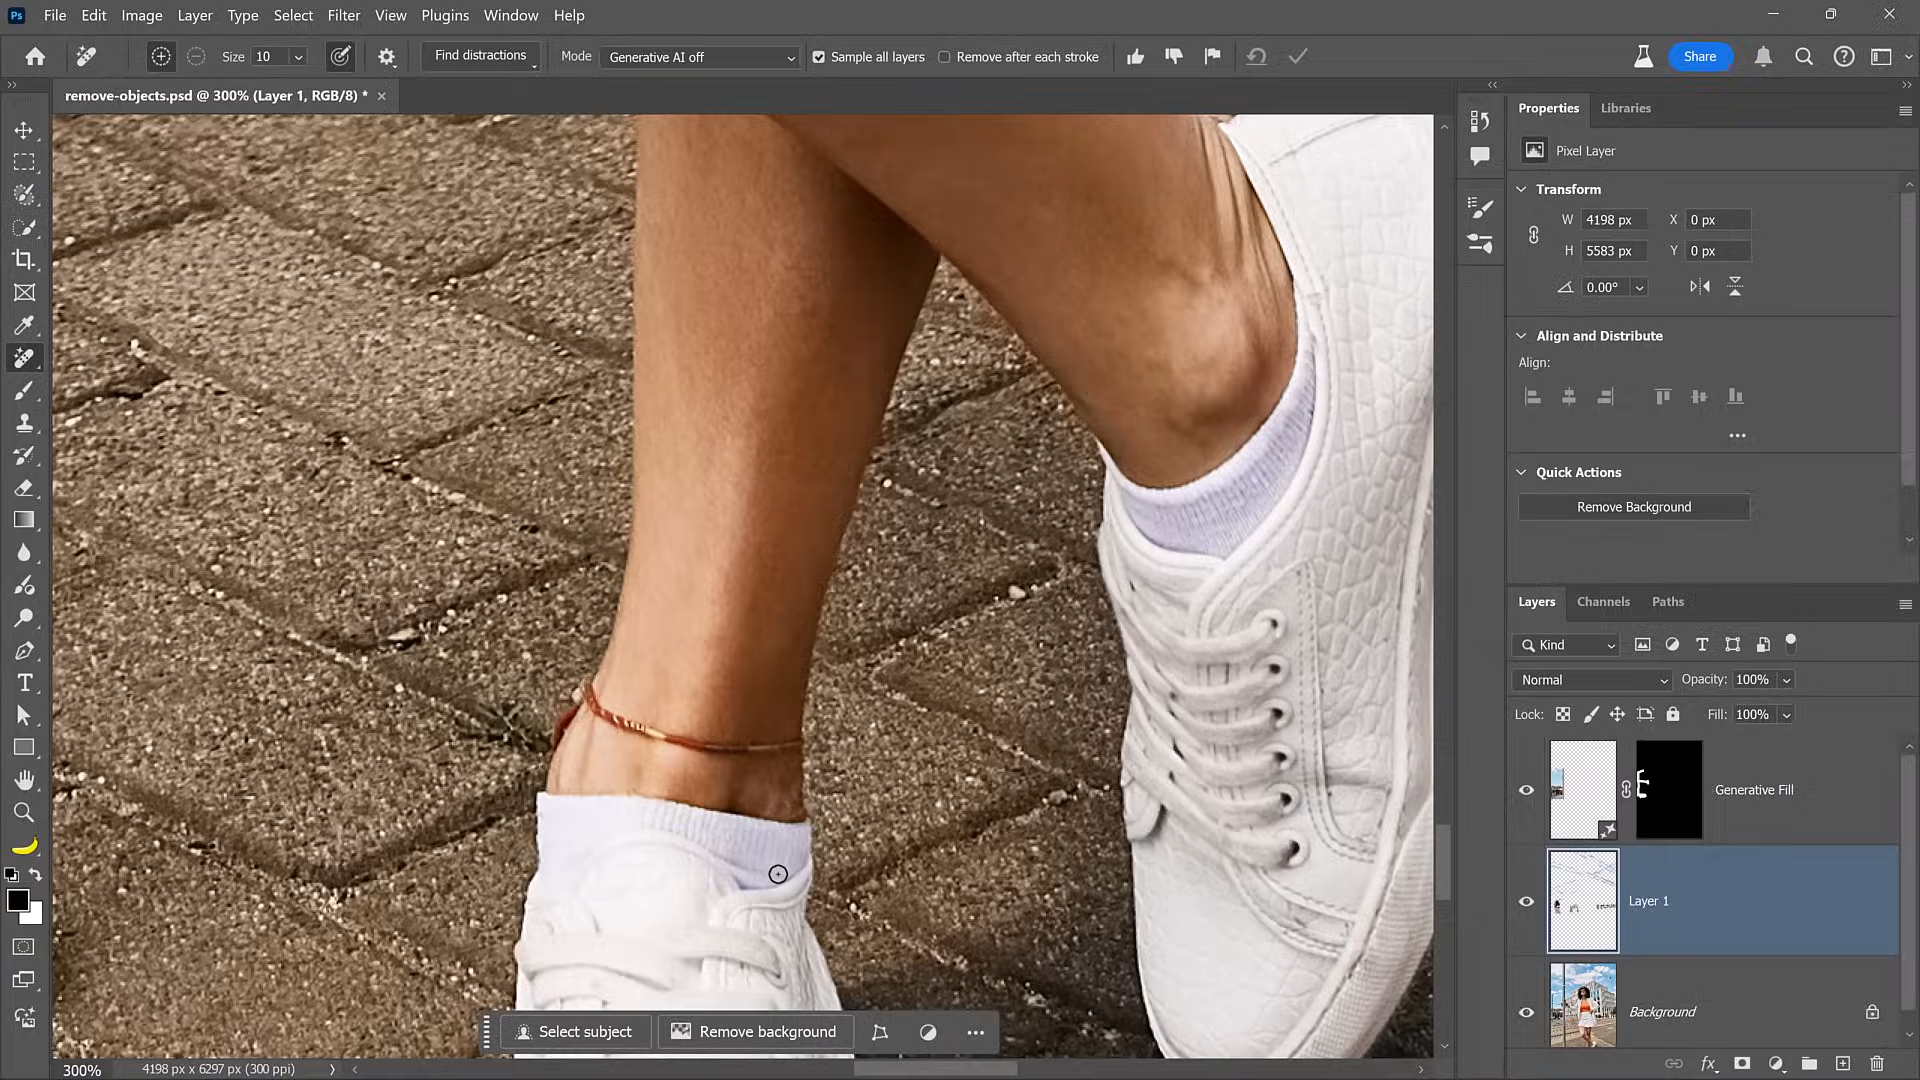 Ps File Edit Image Layer Type Select Filter View Plugins Window Help
Size 10 Find distractions Mode Generative AI off Sample all layers Remove after each stroke Share
remove-objects.psd @ 300% (Layer 1, RGB/8) *
Properties Libraries
Pixel Layer
Transform
W 4198 px X 0 px
H 5583 px Y 0 px
0.00°
Align and Distribute
Align:
Quick Actions
Remove Background
Layers Channels Paths
Kind
Normal Opacity: 100%
Lock: Fill: 100%
Generative Fill
Layer 1
Background
Select subject Remove background
300% 4198 px x 6297 px (300 ppi)